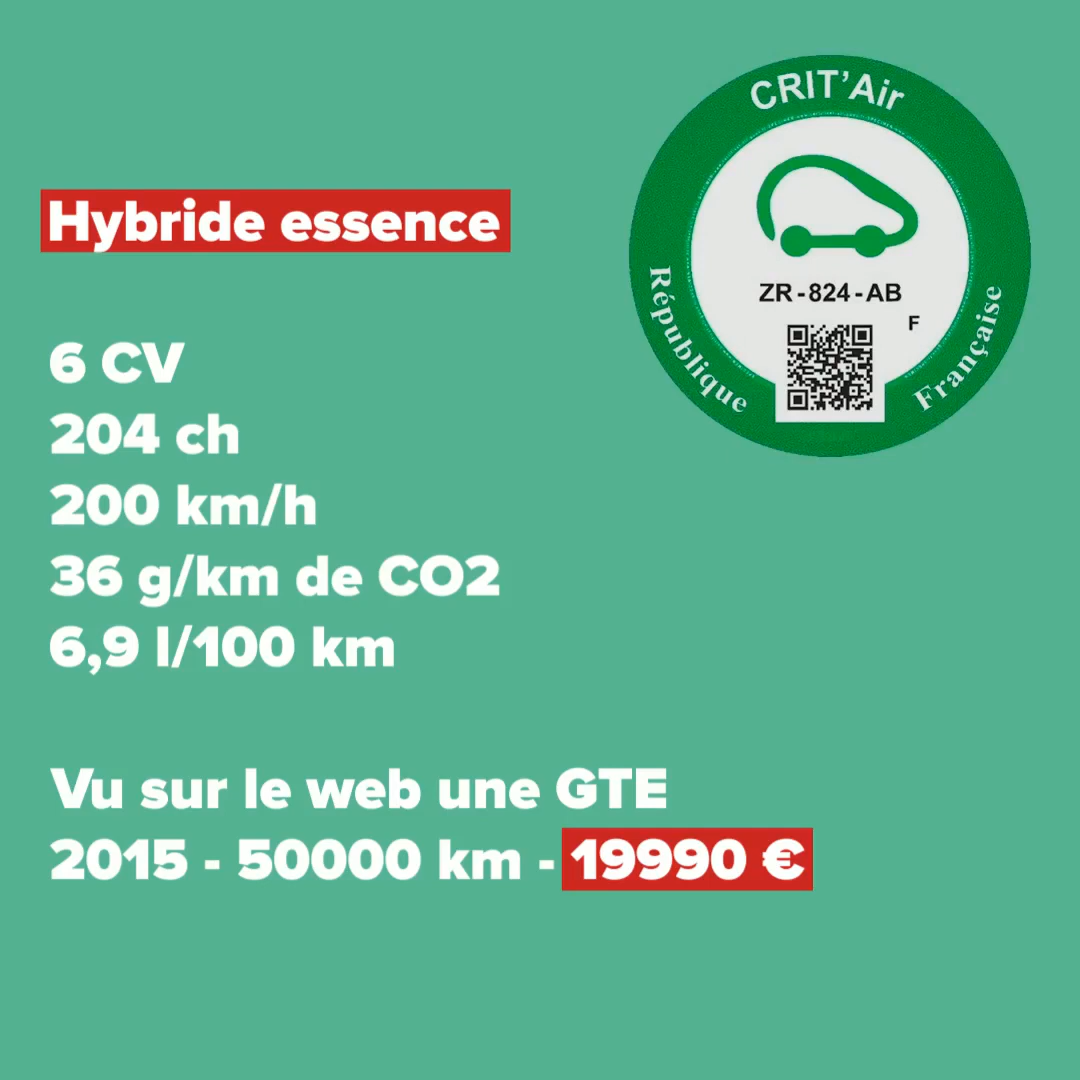 CRIT'Air
Hybride essence
ZR-824-AB
F
République
Française
6 CV
204 ch
200 km/h
36 g/km de CO2
6,9 l/100 km
Vu sur le web une GTE
2015 - 50000 km - 19990 €